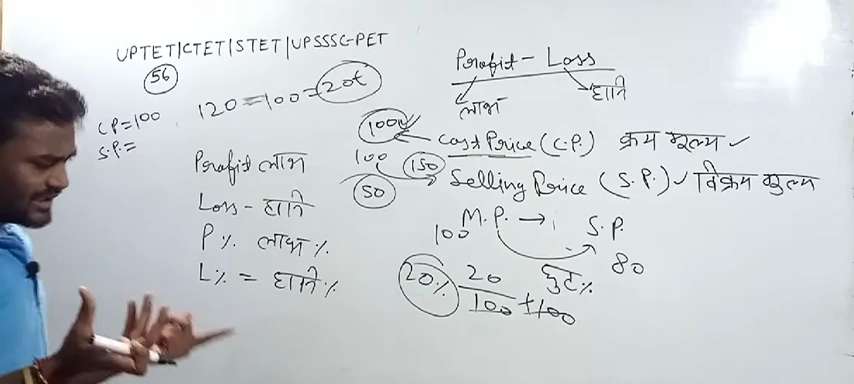 UPTET|CTET|STET|UPSSSC-PET
56
CP=100
S.P.=
120=100=20₹
Profit लाभ
Loss - हानि
P% लाभ %
L% = हानि %
Profit - Loss
लाभ हानि
1000
Cost Price (C.P.) क्रय मूल्य ✓
100 150
50 Selling Price (S.P.) ✓ विक्रय मूल्य
M.P. → S.P.
100 80
20% 20/100 × 100 छुट %